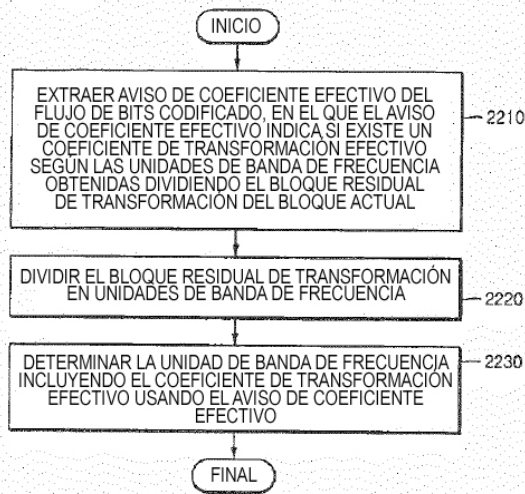 INICIO
EXTRAER AVISO DE COEFICIENTE EFECTIVO DEL
FLUJO DE BITS CODIFICADO, EN EL QUE EL AVISO
DE COEFICIENTE EFECTIVO INDICA SI EXISTE UN
COEFICIENTE DE TRANSFORMACIÓN EFECTIVO
SEGÚN LAS UNIDADES DE BANDA DE FRECUENCIA
OBTENIDAS DIVIDIENDO EL BLOQUE RESIDUAL
DE TRANSFORMACIÓN DEL BLOQUE ACTUAL
2210
DIVIDIR EL BLOQUE RESIDUAL DE TRANSFORMACIÓN
EN UNIDADES DE BANDA DE FRECUENCIA
2220
DETERMINAR LA UNIDAD DE BANDA DE FRECUENCIA
INCLUYENDO EL COEFICIENTE DE TRANSFORMACIÓN
EFECTIVO USANDO EL AVISO DE COEFICIENTE
EFECTIVO
2230
FINAL